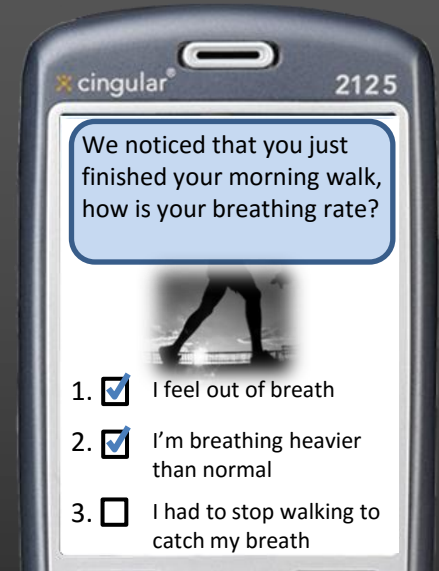 cingular®
2125
We noticed that you just
finished your morning walk,
how is your breathing rate?
1. I feel out of breath
2. I'm breathing heavier
than normal
3. I had to stop walking to
catch my breath